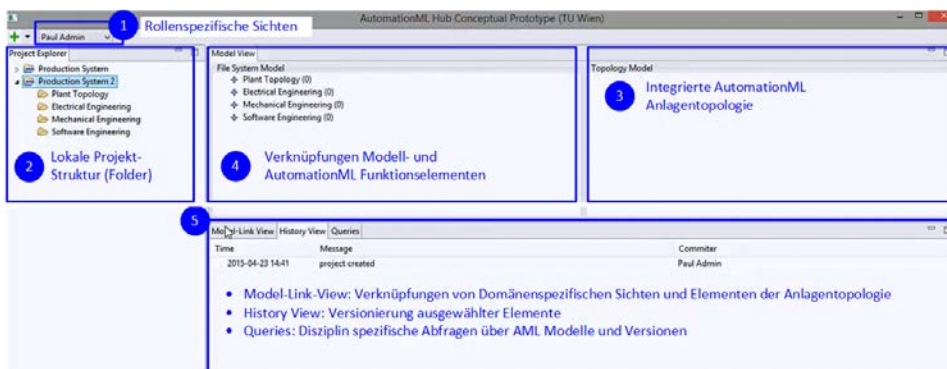 AutomationML Hub Conceptual Prototype (TU Wien)
1 Rollenspezifische Sichten
Paul Admin
Project Explorer
Production System
Production System 2
Plant Topology
Electrical Engineering
Mechanical Engineering
Software Engineering
2 Lokale Projekt-
Struktur (Folder)
Model View
File System Model
Plant Topology (0)
Electrical Engineering (0)
Mechanical Engineering (0)
Software Engineering (0)
4 Verknüpfungen Modell- und
AutomationML Funktionselementen
Topology Model
3 Integrierte AutomationML
Anlagentopologie
5
Model-Link View History View Queries
Time Message Commiter
2015-04-23 14:41 project created Paul Admin
• Model-Link-View: Verknüpfungen von Domänenspezifischen Sichten und Elementen der Anlagentopologie
• History View: Versionierung ausgewählter Elemente
• Queries: Disziplin spezifische Abfragen über AML Modelle und Versionen